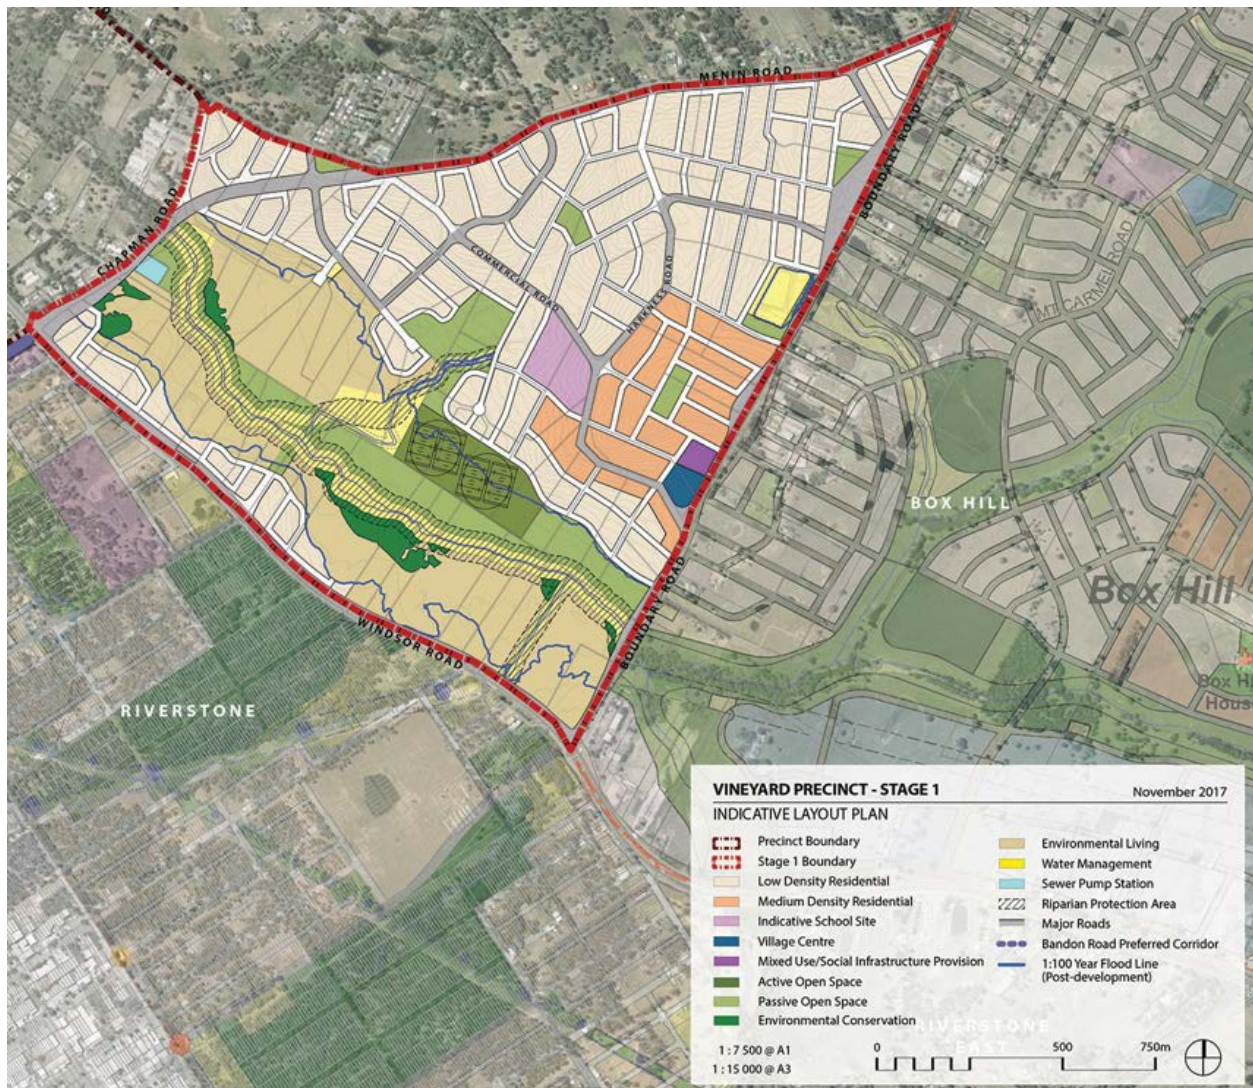 MENIN ROAD
BOUNDARY ROAD
CHAPMAN ROAD
COMMERCIAL ROAD
HARKNESS ROAD
MT CARMEL ROAD
BOX HILL
Box Hill
BOUNDARY ROAD
WINDSOR ROAD
RIVERSTONE
Box Hi
Hous
VINEYARD PRECINCT - STAGE 1
November 2017
INDICATIVE LAYOUT PLAN
Precinct Boundary
Stage 1 Boundary
Low Density Residential
Medium Density Residential
Indicative School Site
Village Centre
Mixed Use/Social Infrastructure Provision
Active Open Space
Passive Open Space
Environmental Conservation
Environmental Living
Water Management
Sewer Pump Station
Riparian Protection Area
Major Roads
Bandon Road Preferred Corridor
1:100 Year Flood Line
(Post-development)
RIVERSTONE
EAST
1 : 7 500 @ A1
1 : 15 000 @ A3
0 500 750m